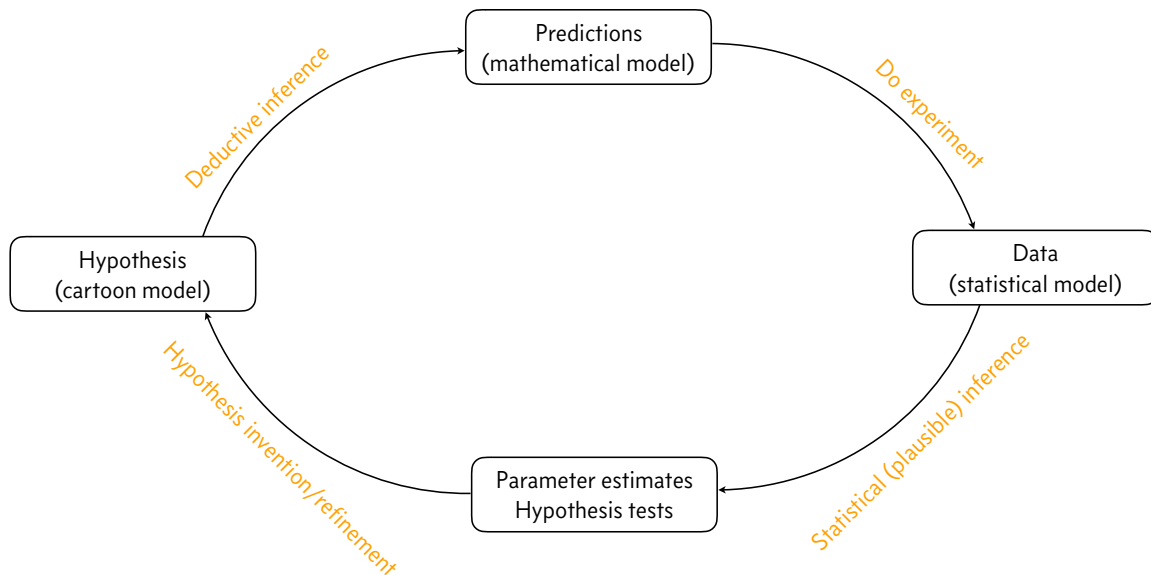 Predictions
(mathematical model)
Deductive inference
Do experiment
Hypothesis
(cartoon model)
Data
(statistical model)
Hypothesis invention/refinement
Statistical (plausible) inference
Parameter estimates
Hypothesis tests